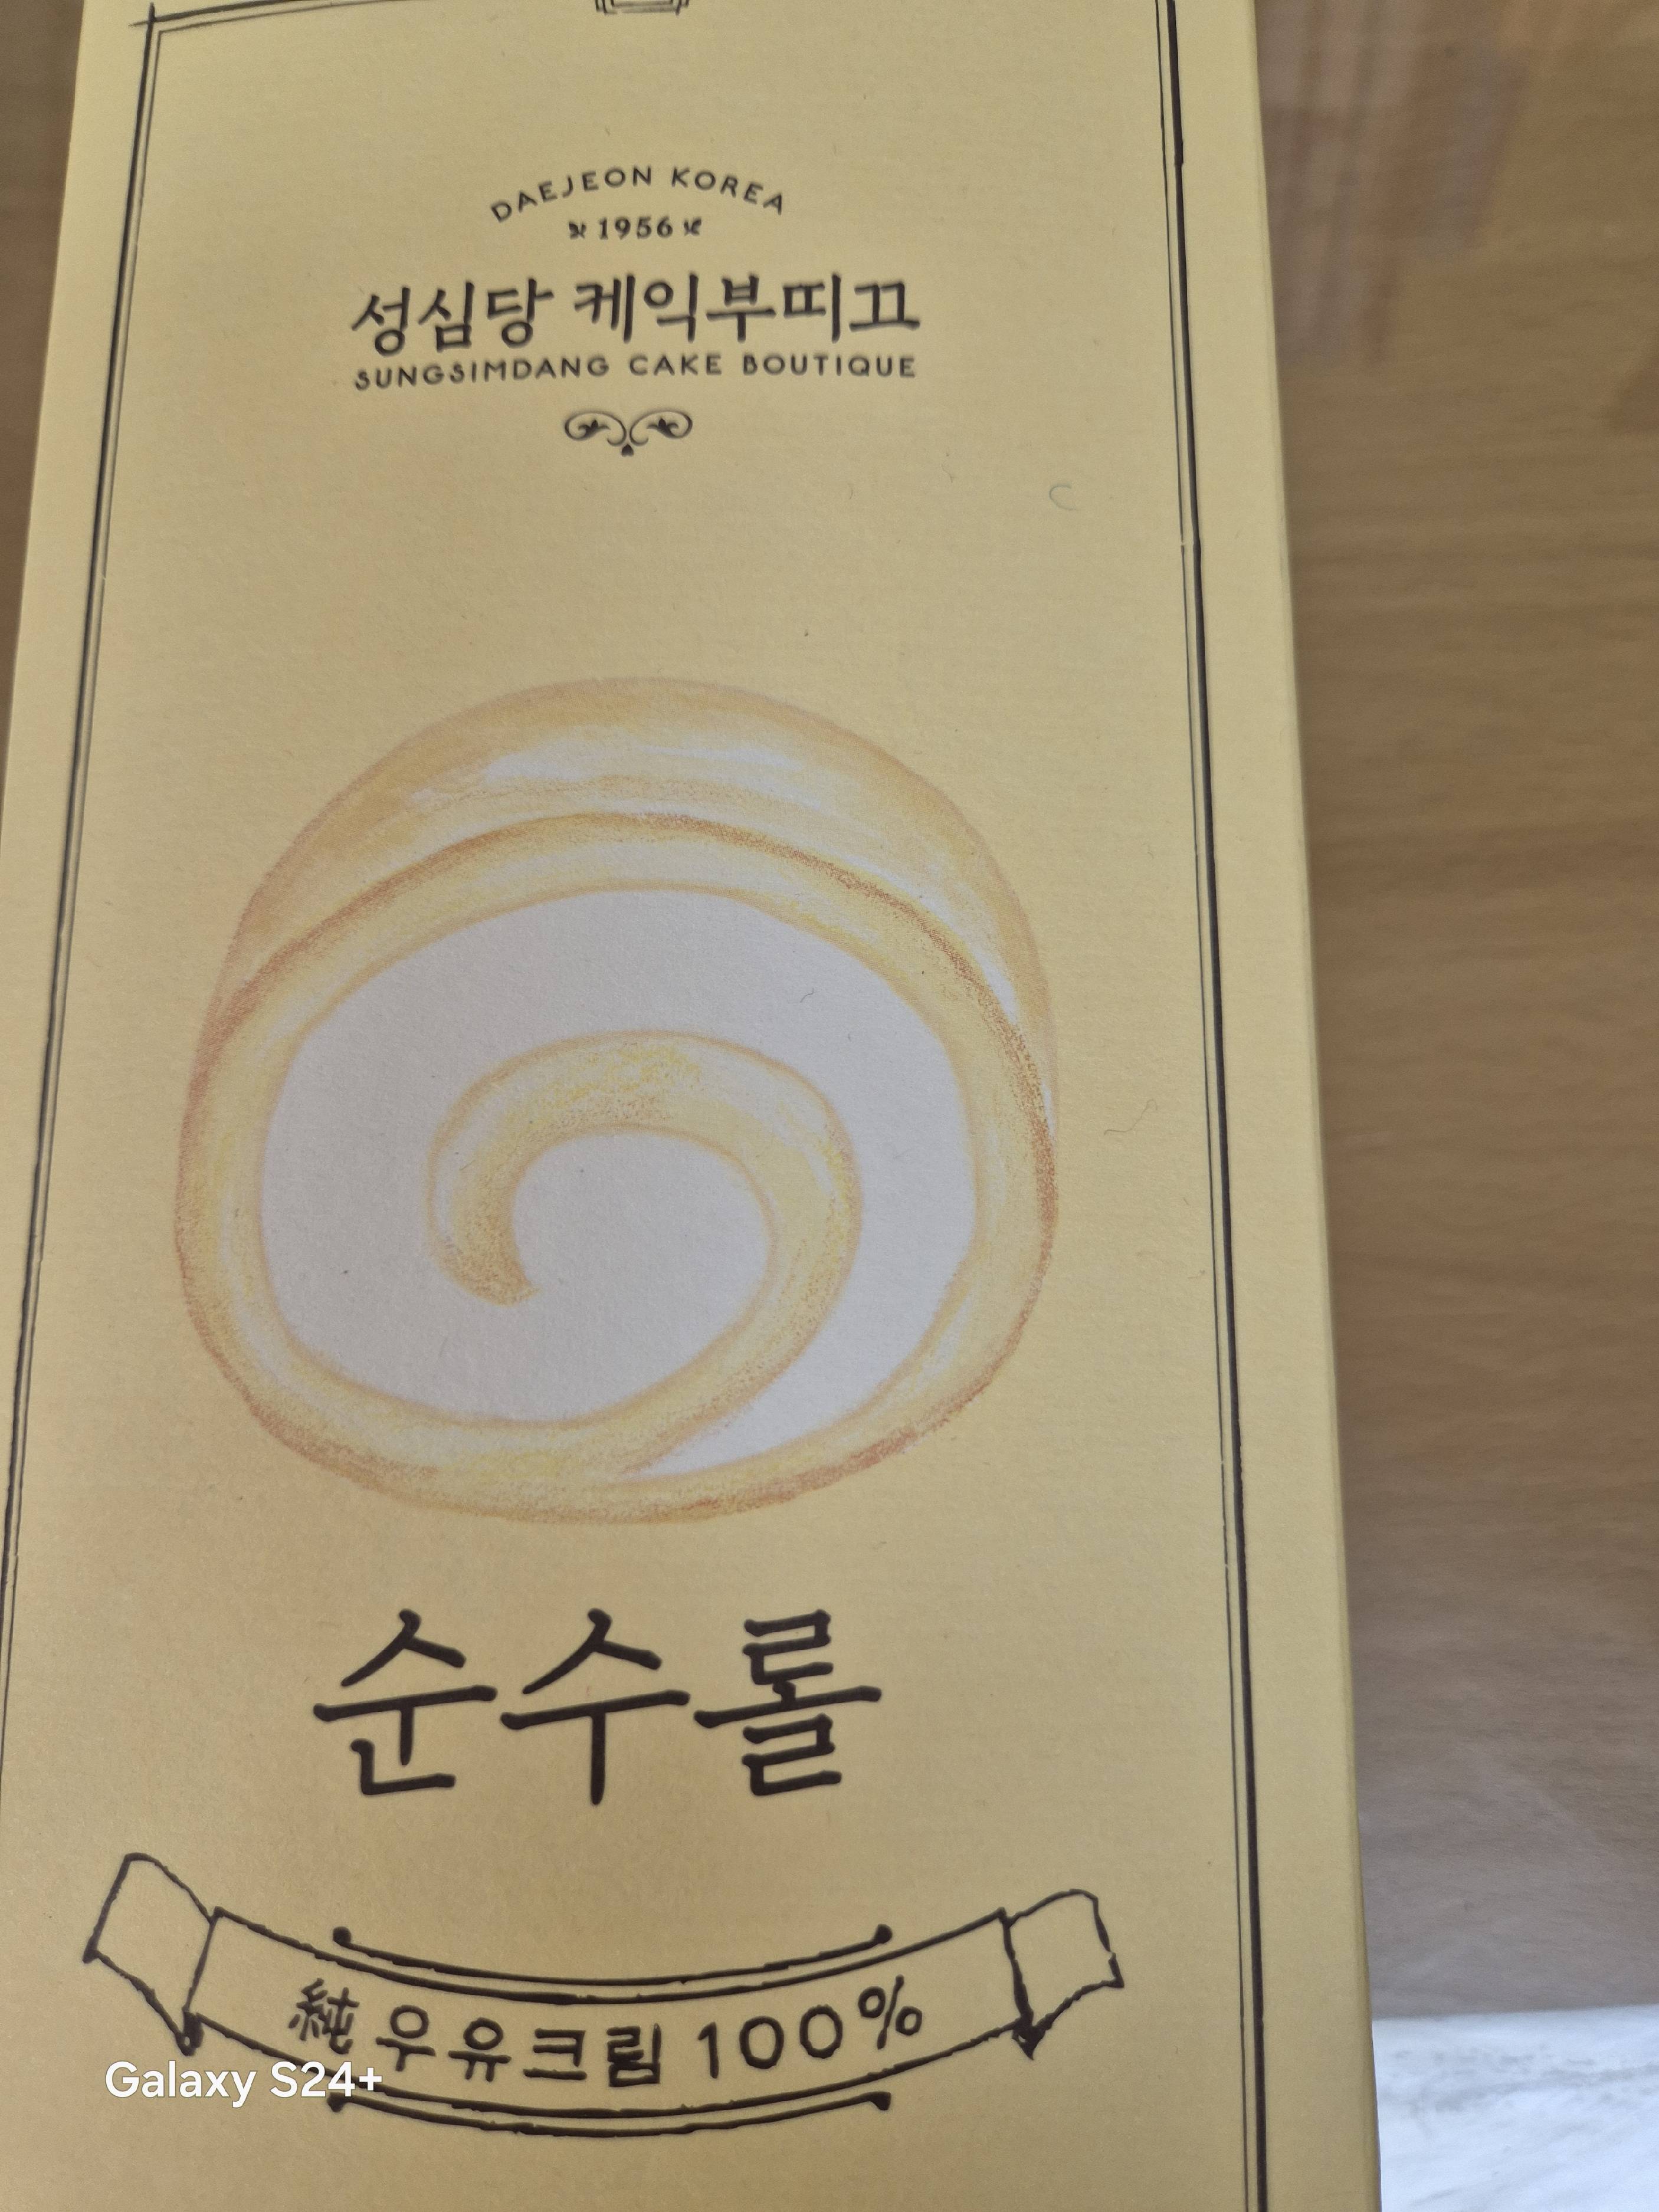 DAEJEON KOREA
1956
성심당 케익부띠끄
SUNGSIMDANG CAKE BOUTIQUE
순수롤
純우유크림 100%
Galaxy S24+